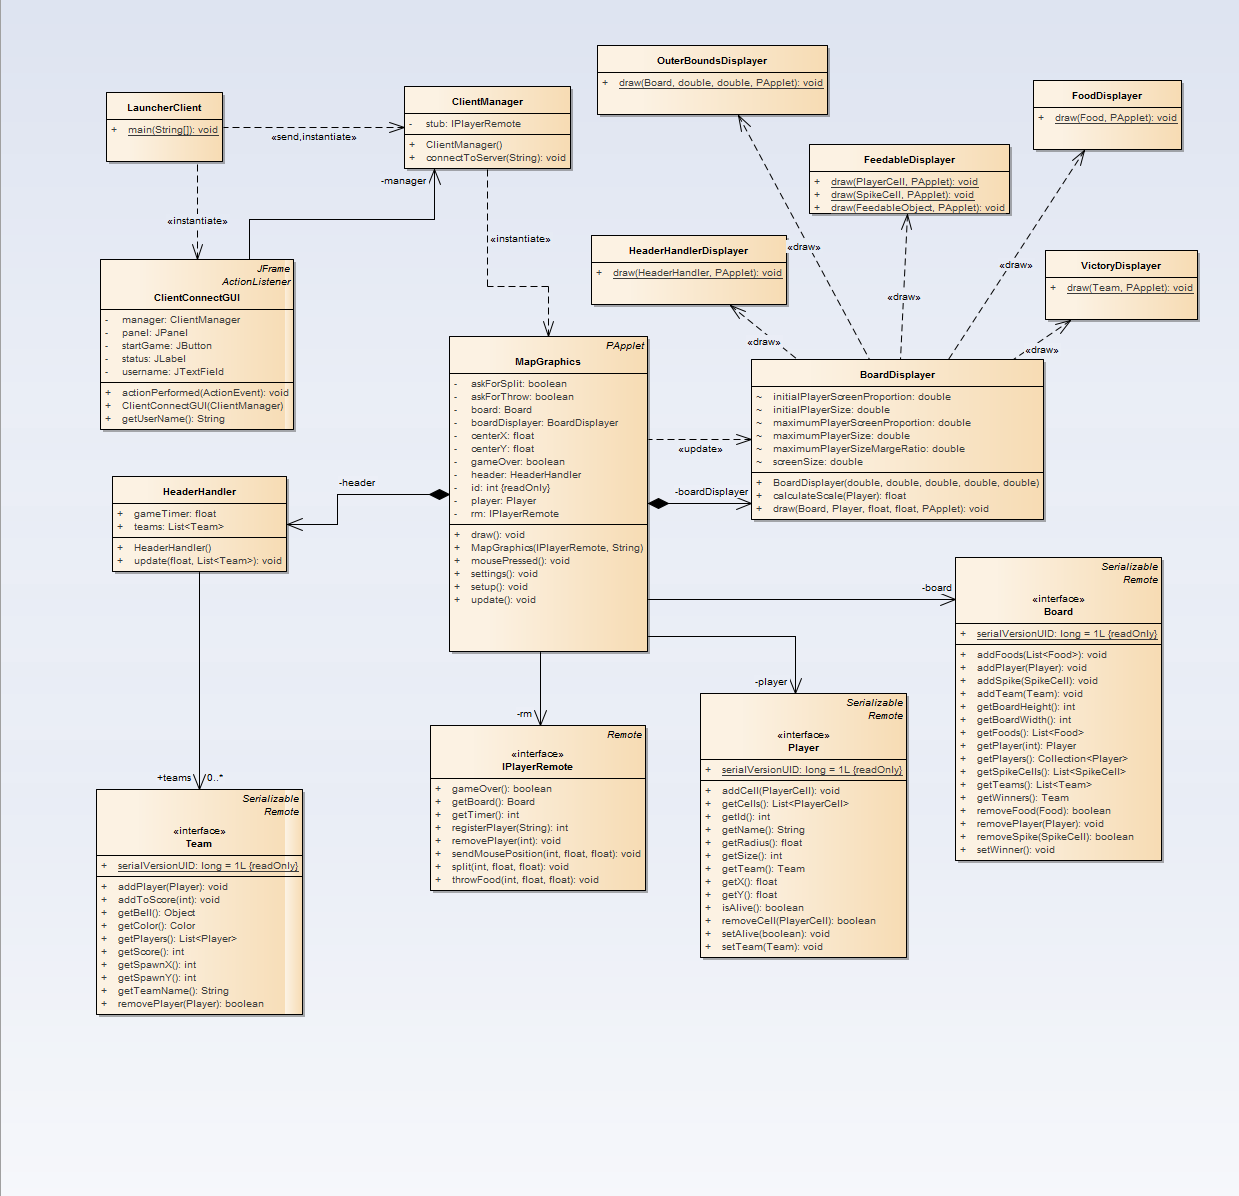 OuterBoundsDisplayer
+ draw(Board, double, double, PApplet): void
FoodDisplayer
+ draw(Food, PApplet): void
LauncherClient
+ main(String[]): void
ClientManager
- stub: IPlayerRemote
+ ClientManager()
+ connectToServer(String): void
«send,instantiate»
FeedableDisplayer
+ draw(PlayerCell, PApplet): void
+ draw(SpikeCell, PApplet): void
+ draw(FeedableObject, PApplet): void
-manager
«instantiate»
«instantiate»
HeaderHandlerDisplayer
+ draw(HeaderHandler, PApplet): void
«draw»
«draw»
«draw»
«draw»
«draw»
VictoryDisplayer
+ draw(Team, PApplet): void
JFrame
ActionListener
ClientConnectGUI
- manager: ClientManager
- panel: JPanel
- startGame: JButton
- status: JLabel
- username: JTextField
+ actionPerformed(ActionEvent): void
+ ClientConnectGUI(ClientManager)
+ getUserName(): String
PApplet
MapGraphics
- askForSplit: boolean
- askForThrow: boolean
- board: Board
- boardDisplayer: BoardDisplayer
- centerX: float
- centerY: float
- gameOver: boolean
- header: HeaderHandler
- id: int {readOnly}
- player: Player
- rm: IPlayerRemote
+ draw(): void
+ MapGraphics(IPlayerRemote, String)
+ mousePressed(): void
+ settings(): void
+ setup(): void
+ update(): void
BoardDisplayer
~ initialPlayerScreenProportion: double
~ initialPlayerSize: double
~ maximumPlayerScreenProportion: double
~ maximumPlayerSize: double
~ maximumPlayerSizeMargeRatio: double
~ screenSize: double
+ BoardDisplayer(double, double, double, double, double)
+ calculateScale(Player): float
+ draw(Board, Player, float, float, PApplet): void
«update»
-boardDisplayer
-header
HeaderHandler
+ gameTimer: float
+ teams: List<Team>
+ HeaderHandler()
+ update(float, List<Team>): void
-board
Serializable
Remote
«interface»
Board
+ serialVersionUID: long = 1L {readOnly}
+ addFoods(List<Food>): void
+ addPlayer(Player): void
+ addSpike(SpikeCell): void
+ addTeam(Team): void
+ getBoardHeight(): int
+ getBoardWidth(): int
+ getFoods(): List<Food>
+ getPlayer(int): Player
+ getPlayers(): Collection<Player>
+ getSpikeCells(): List<SpikeCell>
+ getTeams(): List<Team>
+ getWinners(): Team
+ removeFood(Food): boolean
+ removePlayer(Player): void
+ removeSpike(SpikeCell): boolean
+ setWinner(): void
-player
Serializable
Remote
«interface»
Player
+ serialVersionUID: long = 1L {readOnly}
+ addCell(PlayerCell): void
+ getCells(): List<PlayerCell>
+ getId(): int
+ getName(): String
+ getRadius(): float
+ getSize(): int
+ getTeam(): Team
+ getX(): float
+ getY(): float
+ isAlive(): boolean
+ removeCell(PlayerCell): boolean
+ setAlive(boolean): void
+ setTeam(Team): void
-rm
Remote
«interface»
IPlayerRemote
+ gameOver(): boolean
+ getBoard(): Board
+ getTimer(): int
+ registerPlayer(String): int
+ removePlayer(int): void
+ sendMousePosition(int, float, float): void
+ split(int, float, float): void
+ throwFood(int, float, float): void
+teams 0..*
Serializable
Remote
«interface»
Team
+ serialVersionUID: long = 1L {readOnly}
+ addPlayer(Player): void
+ addToScore(int): void
+ getBell(): Object
+ getColor(): Color
+ getPlayers(): List<Player>
+ getScore(): int
+ getSpawnX(): int
+ getSpawnY(): int
+ getTeamName(): String
+ removePlayer(Player): boolean